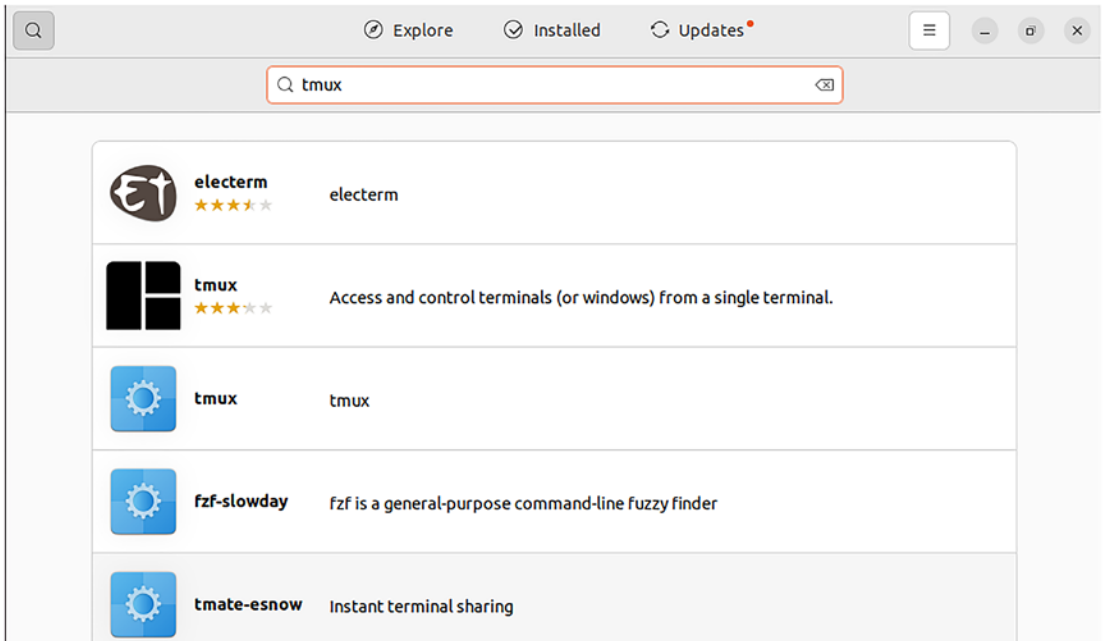 Explore Installed Updates
tmux
Et
electerm
electerm
tmux
Access and control terminals (or windows) from a single terminal.
tmux
tmux
fzf-slowday
fzf is a general-purpose command-line fuzzy finder
tmate-esnow
Instant terminal sharing